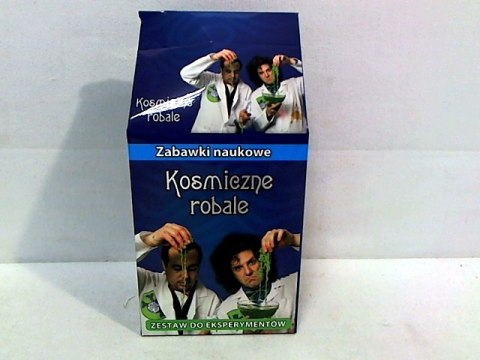 Kosmiczne
robale
Zabawki naukowe
Kosmiczne
robale
ZESTAW DO EKSPERYMENTÓW